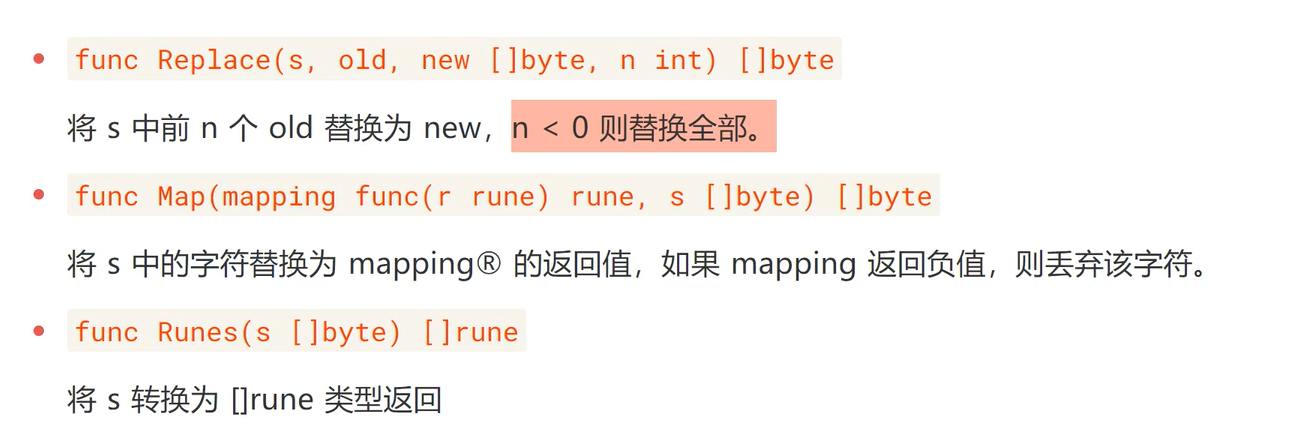 func Replace(s, old, new []byte, n int) []byte
将 s 中前 n 个 old 替换为 new，n < 0 则替换全部。
func Map(mapping func(r rune) rune, s []byte) []byte
将 s 中的字符替换为 mapping® 的返回值，如果 mapping 返回负值，则丢弃该字符。
func Runes(s []byte) []rune
将 s 转换为 []rune 类型返回